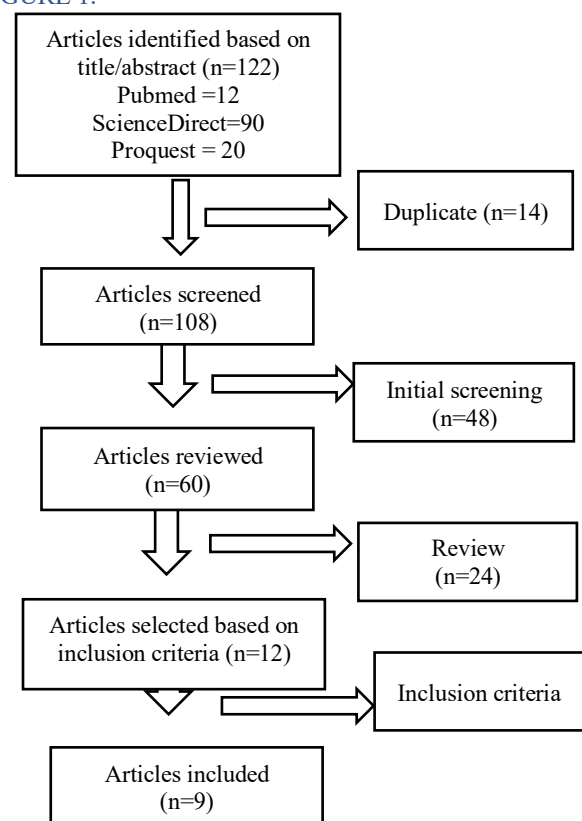 GURE 1.
Articles identified based on
title/abstract (n=122)
Pubmed =12
ScienceDirect=90
Proquest = 20
Duplicate (n=14)
Articles screened
(n=108)
Initial screening
(n=48)
Articles reviewed
(n=60)
Review
(n=24)
Articles selected based on
inclusion criteria (n=12)
Inclusion criteria
Articles included
(n=9)